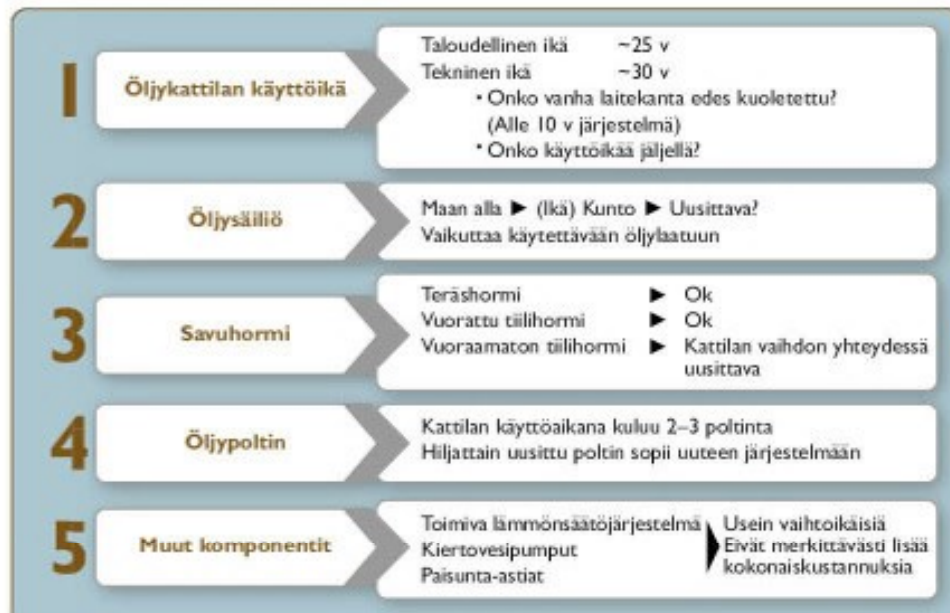 1
Öljykattilan käyttöikä
Taloudellinen ikä ~25 v
Tekninen ikä ~30 v
• Onko vanha laitekanta edes kuoletettu?
(Alle 10 v järjestelmä)
• Onko käyttöikää jäljellä?
2
Öljysäiliö
Maan alla ► (Ikä) Kunto ► Uusittava?
Vaikuttaa käytettävään öljylaatuun
3
Savuhormi
Teräshormi ► Ok
Vuorattu tiilihormi ► Ok
Vuoraamaton tiilihormi ► Kattilan vaihdon yhteydessä
uusittava
4
Öljypoltin
Kattilan käyttöaikana kuluu 2–3 poltinta
Hiljattain uusittu poltin sopii uuteen järjestelmään
5
Muut komponentit
Toimiva lämmönsäätöjärjestelmä
Kiertovesipumput
Paisunta-astiat
Usein vaihtoikäisiä
Eivät merkittävästi lisää
kokonaiskustannuksia